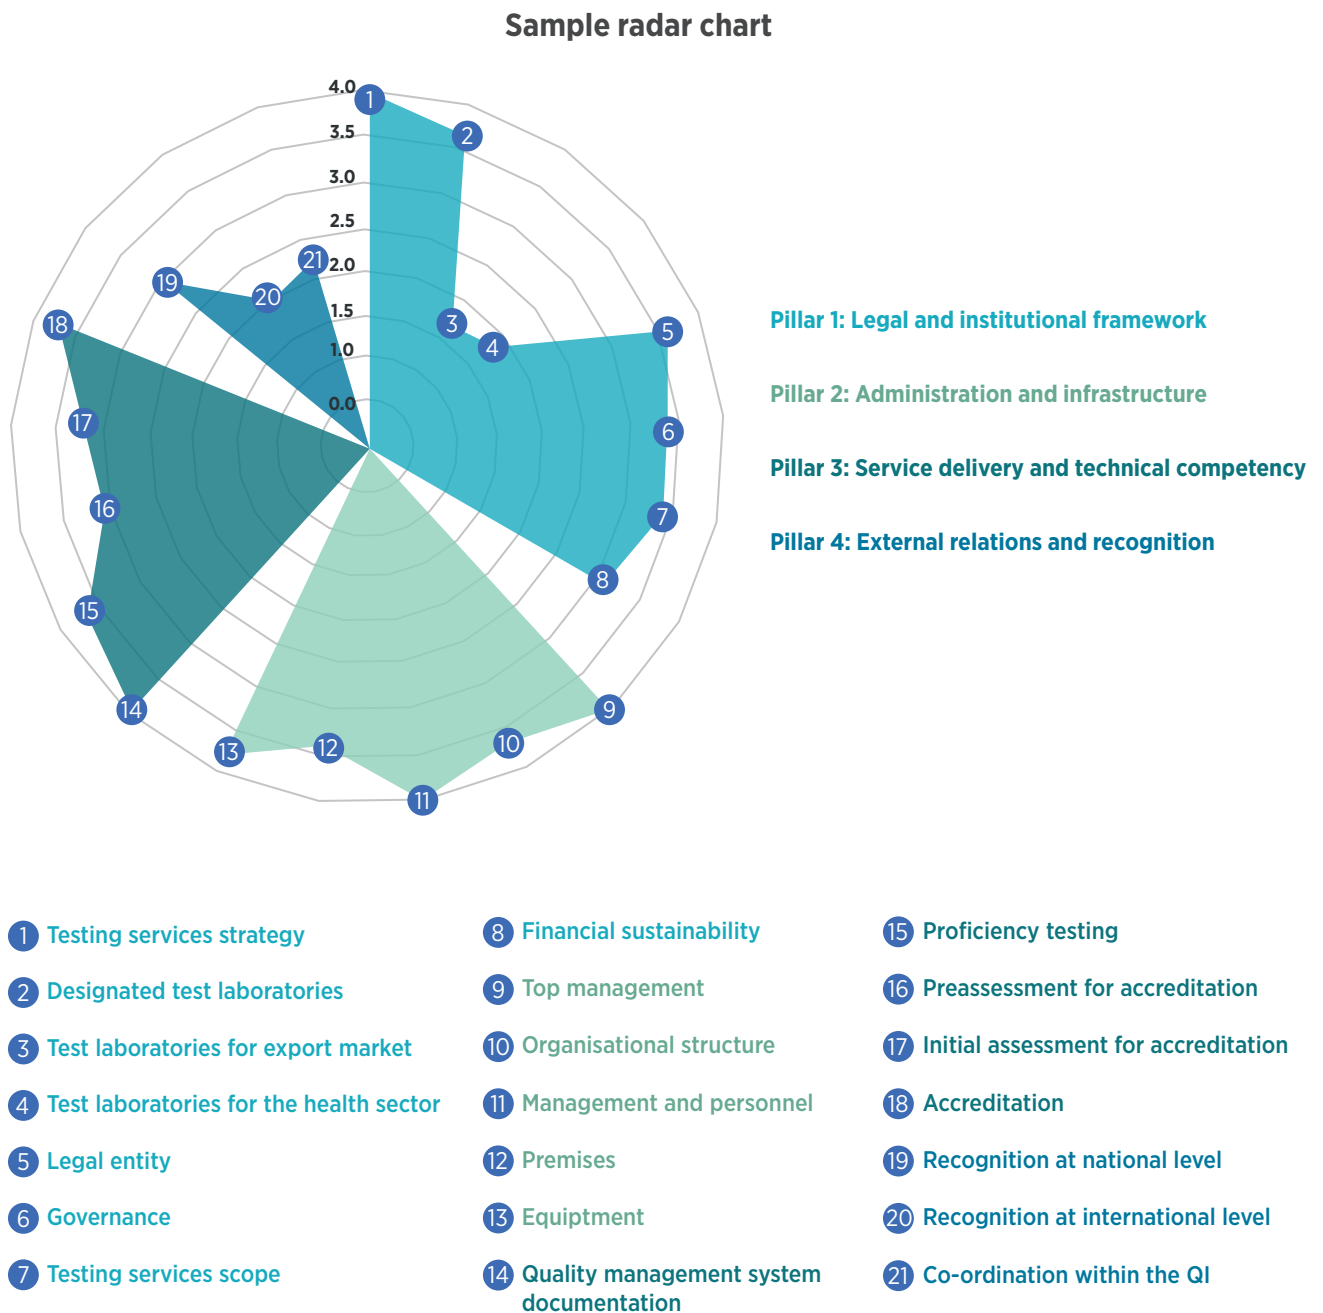 Sample radar chart
4.0
3.5
3.0
2.5
2.0
1.5
1.0
0.0
1
2
3
4
5
6
7
8
9
10
11
12
13
14
15
16
17
18
19
20
21
Pillar 1: Legal and institutional framework
Pillar 2: Administration and infrastructure
Pillar 3: Service delivery and technical competency
Pillar 4: External relations and recognition
1 Testing services strategy
2 Designated test laboratories
3 Test laboratories for export market
4 Test laboratories for the health sector
5 Legal entity
6 Governance
7 Testing services scope
8 Financial sustainability
9 Top management
10 Organisational structure
11 Management and personnel
12 Premises
13 Equiptment
14 Quality management system
documentation
15 Proficiency testing
16 Preassessment for accreditation
17 Initial assessment for accreditation
18 Accreditation
19 Recognition at national level
20 Recognition at international level
21 Co-ordination within the QI